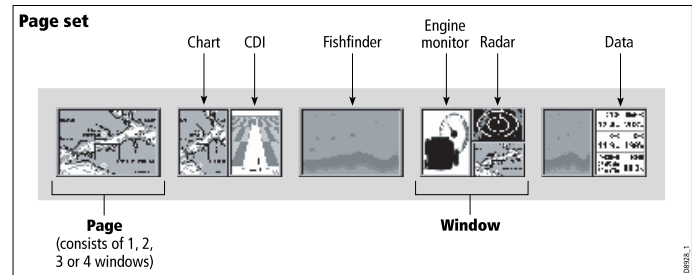 Page set
Chart
CDI
Fishfinder
Engine
monitor
Radar
Data
Page
(consists of 1, 2,
3 or 4 windows)
Window
D8928_1